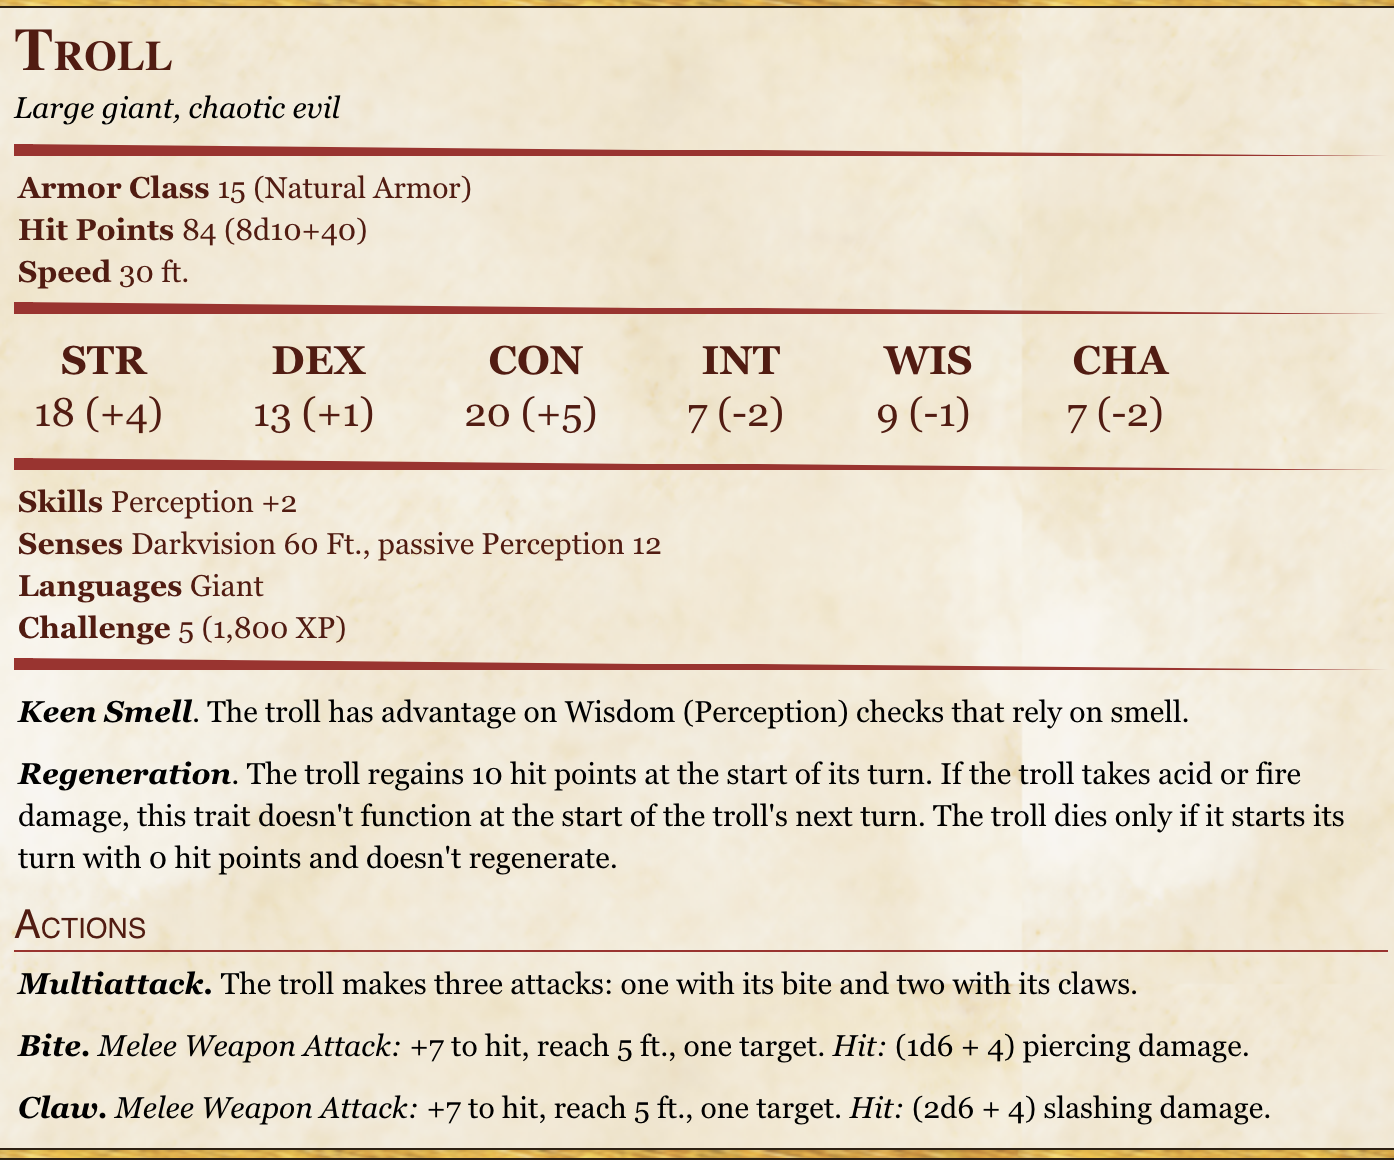 TROLL
Large giant, chaotic evil
Armor Class 15 (Natural Armor)
Hit Points 84 (8d10+40)
Speed 30 ft.
STR DEX CON INT WIS CHA
18 (+4) 13 (+1) 20 (+5) 7 (-2) 9 (-1) 7 (-2)
Skills Perception +2
Senses Darkvision 60 Ft., passive Perception 12
Languages Giant
Challenge 5 (1,800 XP)
Keen Smell. The troll has advantage on Wisdom (Perception) checks that rely on smell.
Regeneration. The troll regains 10 hit points at the start of its turn. If the troll takes acid or fire
damage, this trait doesn't function at the start of the troll's next turn. The troll dies only if it starts its
turn with 0 hit points and doesn't regenerate.
ACTIONS
Multiattack. The troll makes three attacks: one with its bite and two with its claws.
Bite. Melee Weapon Attack: +7 to hit, reach 5 ft., one target. Hit: (1d6 + 4) piercing damage.
Claw. Melee Weapon Attack: +7 to hit, reach 5 ft., one target. Hit: (2d6 + 4) slashing damage.